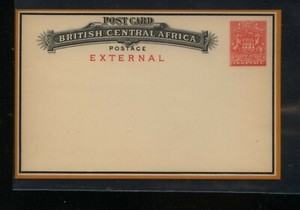 POST CARD
BRITISH CENTRAL AFRICA
POSTAGE
EXTERNAL